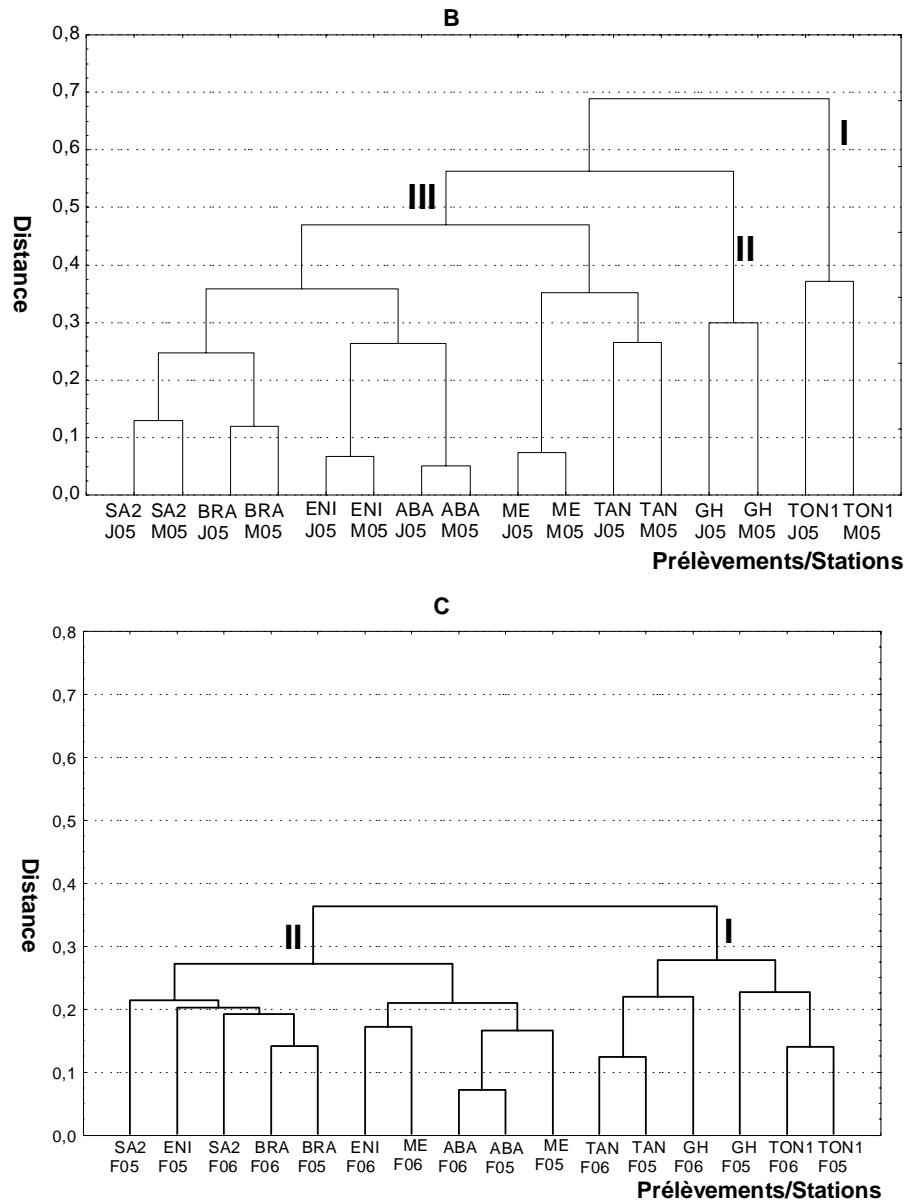 B
0,8
0,7
I
0,6
III
0,5
II
0,4
0,3
0,2
0,1
0,0
Distance
SA2 SA2 BRA BRA ENI ENI ABA ABA ME ME TAN TAN GH GH TON1 TON1
J05 M05 J05 M05 J05 M05 J05 M05 J05 M05 J05 M05 J05 M05 J05 M05
Prélèvements/Stations
C
0,8
0,7
0,6
0,5
0,4
II I
0,3
0,2
0,1
0,0
Distance
SA2 ENI SA2 BRA BRA ENI ME ABA ABA ME TAN TAN GH GH TON1 TON1
F05 F05 F06 F06 F05 F06 F06 F06 F05 F05 F06 F05 F06 F05 F06 F05
Prélèvements/Stations